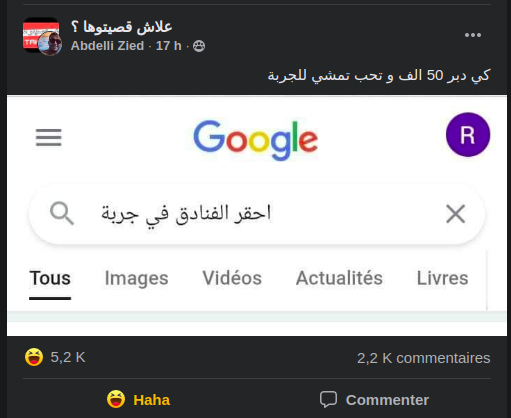 علاش قصيتوها ؟
Abdelli Zied · 17 h ·
كي دبر 50 الف و تحب تمشي للجربة
Google
R
احقر الفنادق في جربة
Tous Images Vidéos Actualités Livres
5,2 K 2,2 K commentaires
Haha Commenter